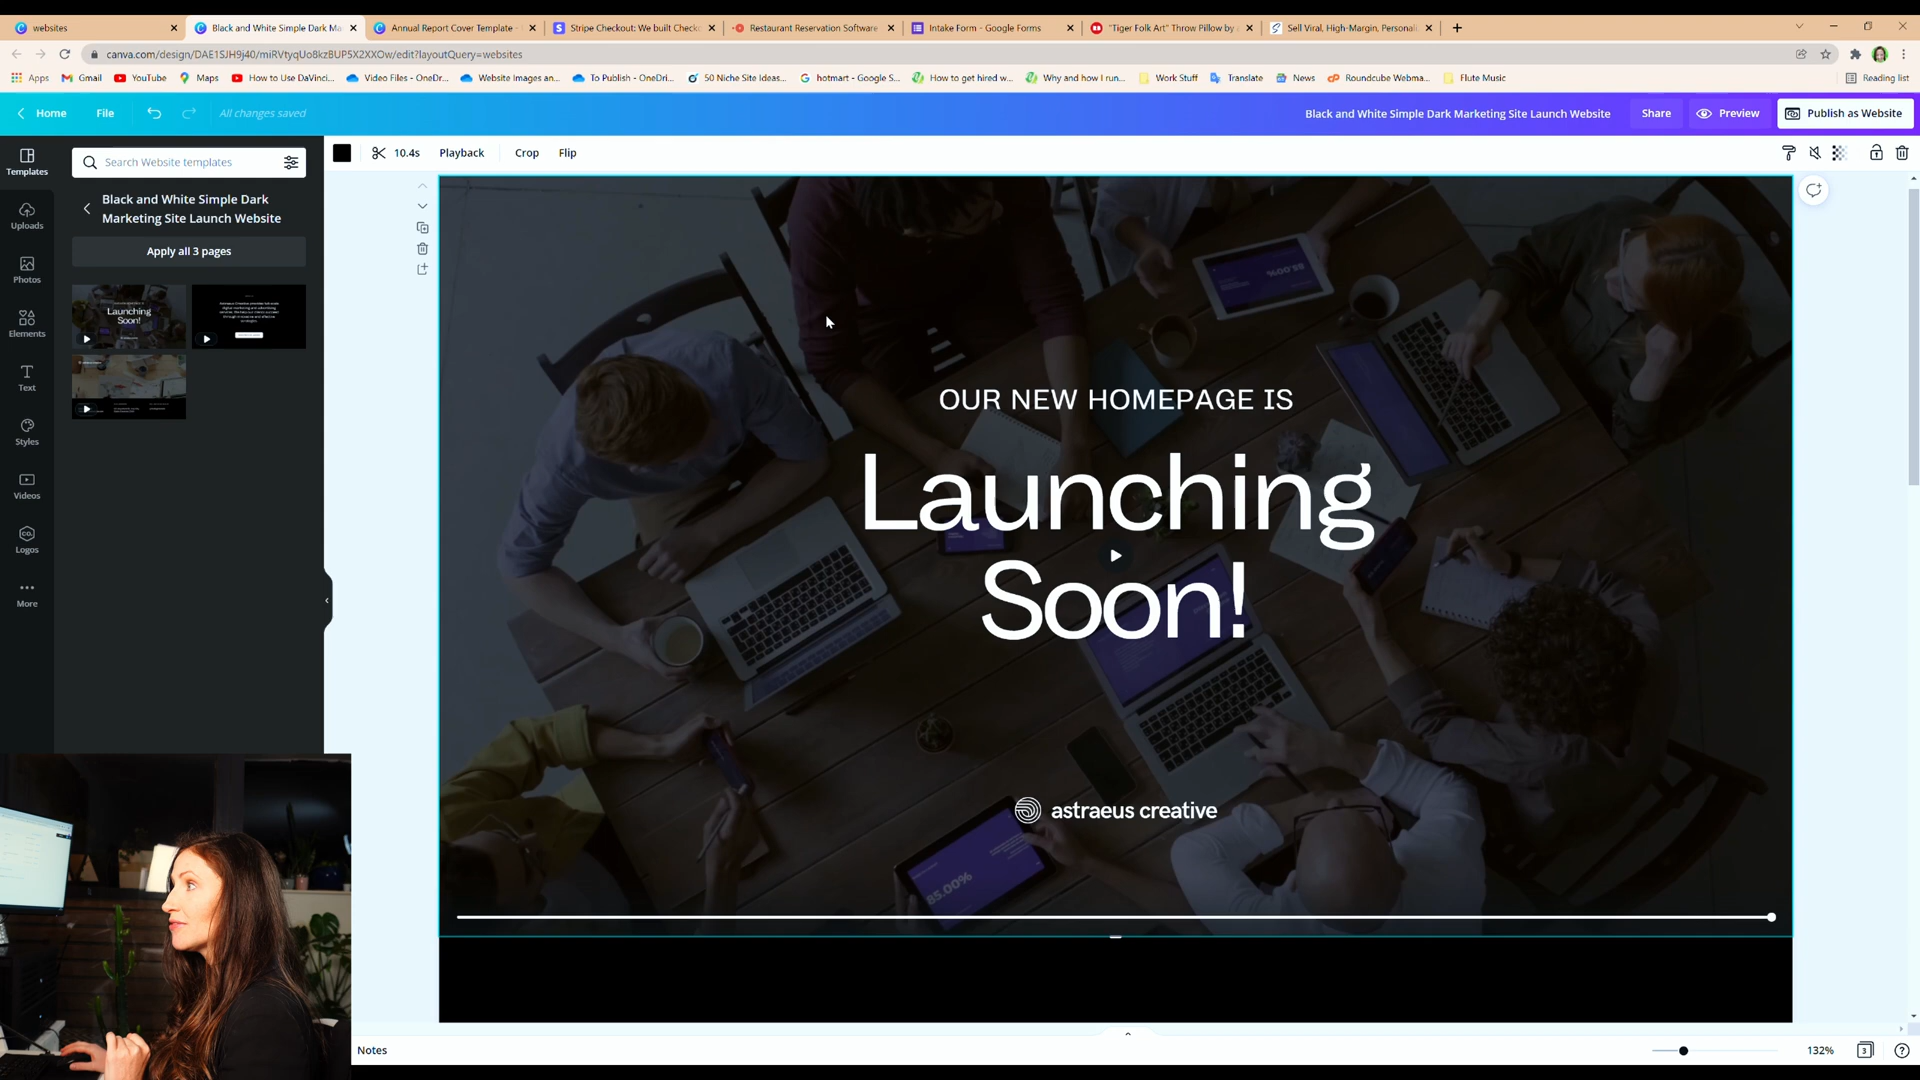 websites
Black and White Simple Dark Ma
Annual Report Cover Template -
Stripe Checkout: We built Checko
Restaurant Reservation Software
Intake Form - Google Forms
"Tiger Folk Art" Throw Pillow by
Sell Viral, High-Margin, Personali
canva.com/design/DAE1SJH9j40/miRVtyqUo8kzBUP5X2XXOw/edit?layoutQuery=websites
Apps
Gmail
YouTube
Maps
How to Use DaVinci...
Video Files - OneDr...
Website Images an...
To Publish - OneDri...
50 Niche Site Ideas...
hotmart - Google S...
How to get hired w...
Why and how I run...
Work Stuff
Translate
News
Roundcube Webma...
Flute Music
Reading list
Home
File
All changes saved
Black and White Simple Dark Marketing Site Launch Website
Share
Preview
Publish as Website
Templates
Uploads
Photos
Elements
Text
Styles
Videos
Logos
More
Search Website templates
Black and White Simple Dark
Marketing Site Launch Website
Apply all 3 pages
Launching
Soon!
10.4s
Playback
Crop
Flip
85.00%
OUR NEW HOMEPAGE IS
Launching
Soon!
astraeus creative
85.00%
Notes
132%
3